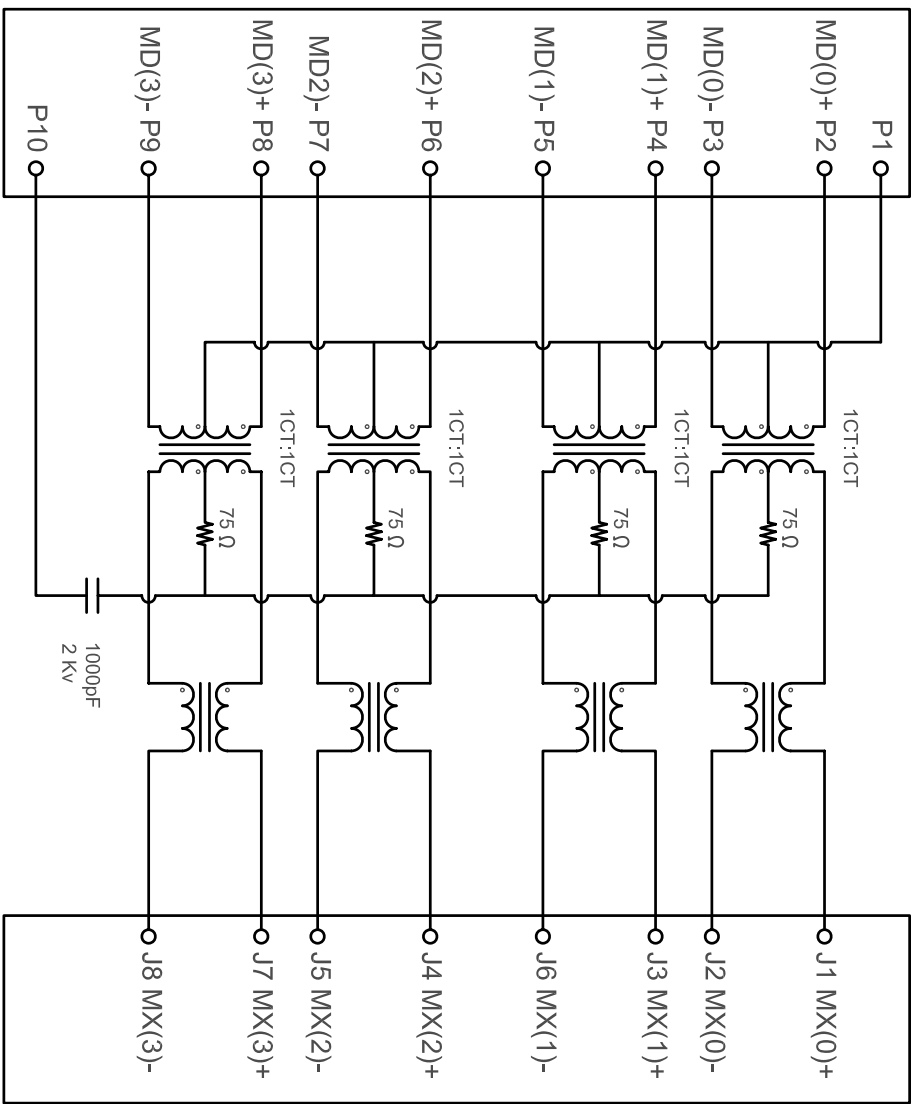 P1
MD(0)+ P2
MD(0)- P3
MD(1)+ P4
MD(1)- P5
MD(2)+ P6
MD2)- P7
MD(3)+ P8
MD(3)- P9
P10
1CT:1CT
1CT:1CT
1CT:1CT
1CT:1CT
75 Ω
75 Ω
75 Ω
75 Ω
1000pF
2 Kv
J1 MX(0)+
J2 MX(0)-
J3 MX(1)+
J6 MX(1)-
J4 MX(2)+
J5 MX(2)-
J7 MX(3)+
J8 MX(3)-